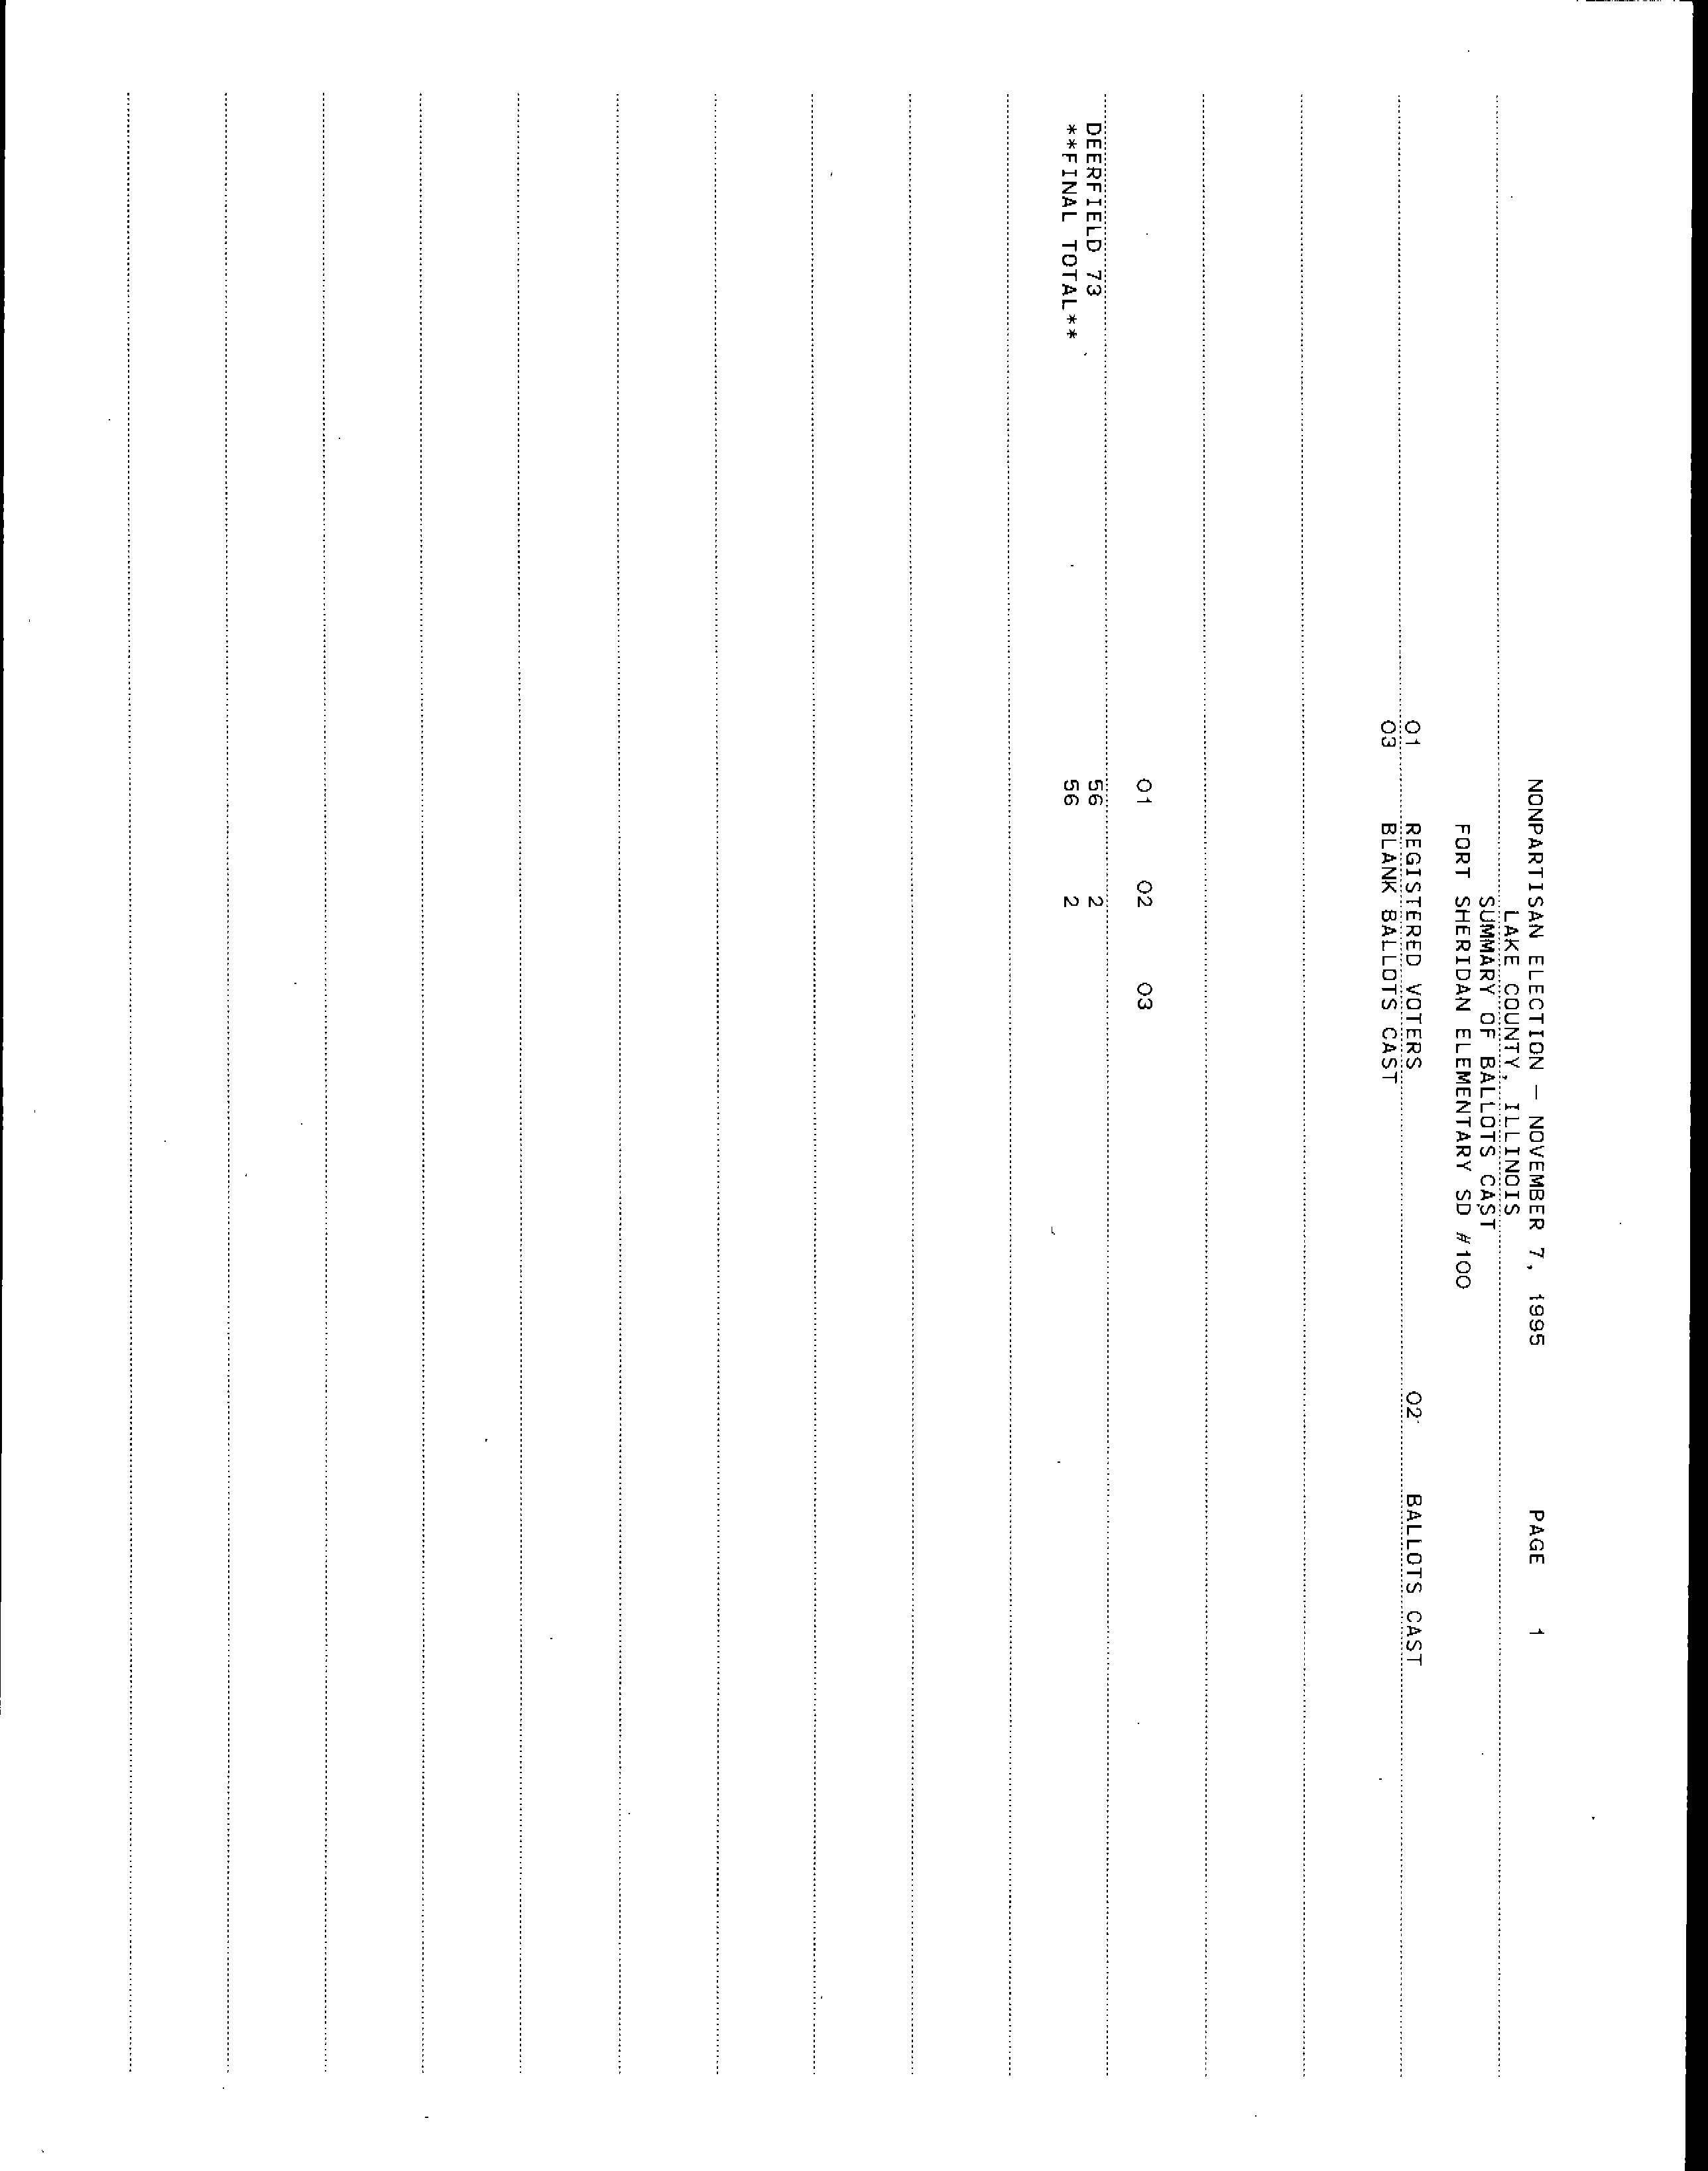 NONPARTISAN ELECTION - NOVEMBER 7, 1995 PAGE 1
LAKE COUNTY, ILLINOIS
SUMMARY OF BALLOTS CAST
FORT SHERIDAN ELEMENTARY SD #100
01 REGISTERED VOTERS 02 BALLOTS CAST
03 BLANK BALLOTS CAST
01 02 03
DEERFIELD 73 56 2
**FINAL TOTAL** 56 2